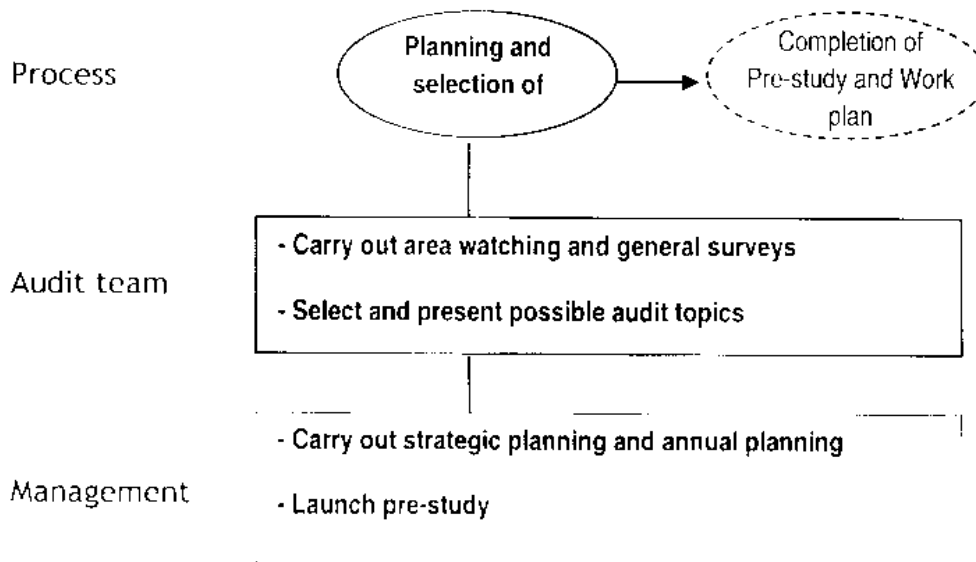 Process
Planning and
selection of
Completion of
Pre-study and Work
plan
Audit team
- Carry out area watching and general surveys
- Select and present possible audit topics
Management
- Carry out strategic planning and annual planning
- Launch pre-study